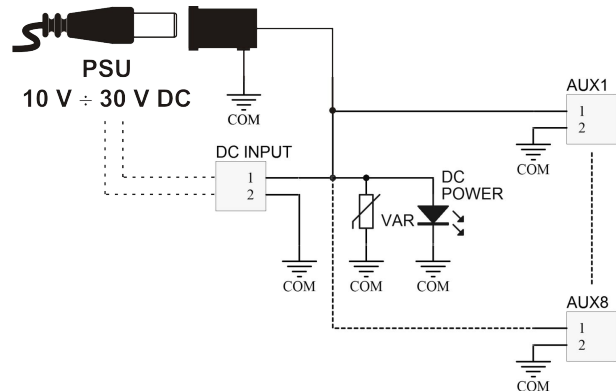 PSU
10 V ÷ 30 V DC
COM
AUX1
1
2
COM
DC INPUT
1
2
DC
POWER
VAR
COM
COM
COM
AUX8
1
2
COM